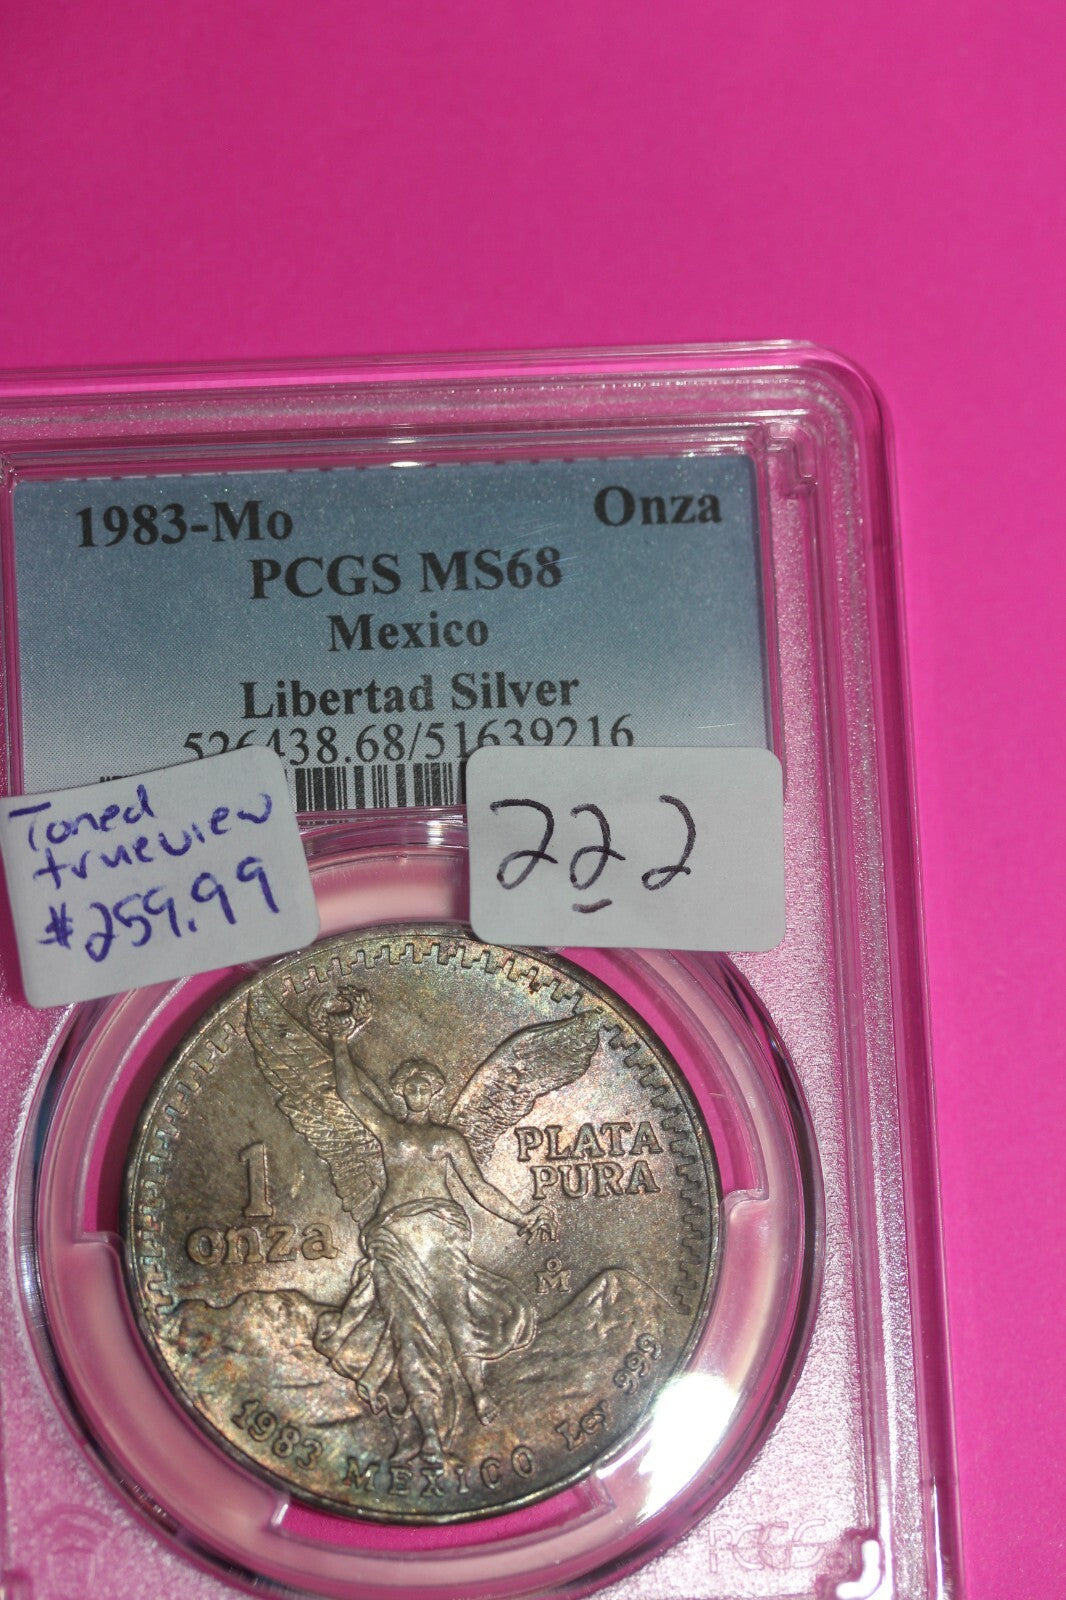 1983-Mo Onza
PCGS MS68
Mexico
Libertad Silver
526438.68/51639216
Toned
trueview
$259.99
222
1
onza
PLATA
PURA
M
1983 MEXICO Ley 999
PCGS